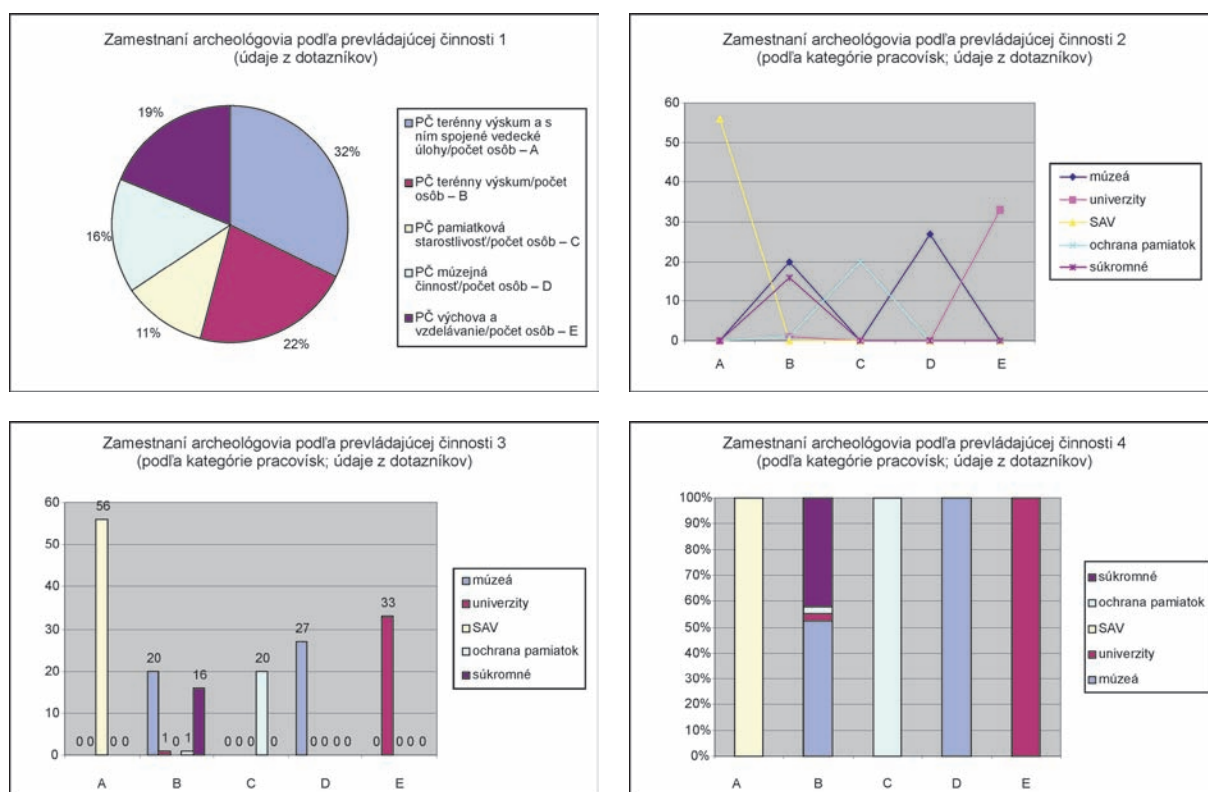 Zamestnaní archeológovia podľa prevládajúcej činnosti 1
(údaje z dotazníkov)
19%
32%
16%
11%
22%
PČ terénny výskum a s
ním spojené vedecké
úlohy/počet osôb – A
PČ terénny výskum/počet
osôb – B
PČ pamiatková
starostlivosť/počet osôb – C
PČ múzejná
činnosť/počet osôb – D
PČ výchova a
vzdelávanie/počet osôb – E
Zamestnaní archeológovia podľa prevládajúcej činnosti 2
(podľa kategórie pracovísk; údaje z dotazníkov)
60
50
40
30
20
10
0
A B C D E
múzeá
univerzity
SAV
ochrana pamiatok
súkromné
Zamestnaní archeológovia podľa prevládajúcej činnosti 3
(podľa kategórie pracovísk; údaje z dotazníkov)
60
50
40
30
20
10
0
0 0 56 0 0
20 1 0 1 16
0 0 0 20 0
27 0 0 0 0
0 33 0 0 0
A B C D E
múzeá
univerzity
SAV
ochrana pamiatok
súkromné
Zamestnaní archeológovia podľa prevládajúcej činnosti 4
(podľa kategórie pracovísk; údaje z dotazníkov)
100%
90%
80%
70%
60%
50%
40%
30%
20%
10%
0%
A B C D E
súkromné
ochrana pamiatok
SAV
univerzity
múzeá